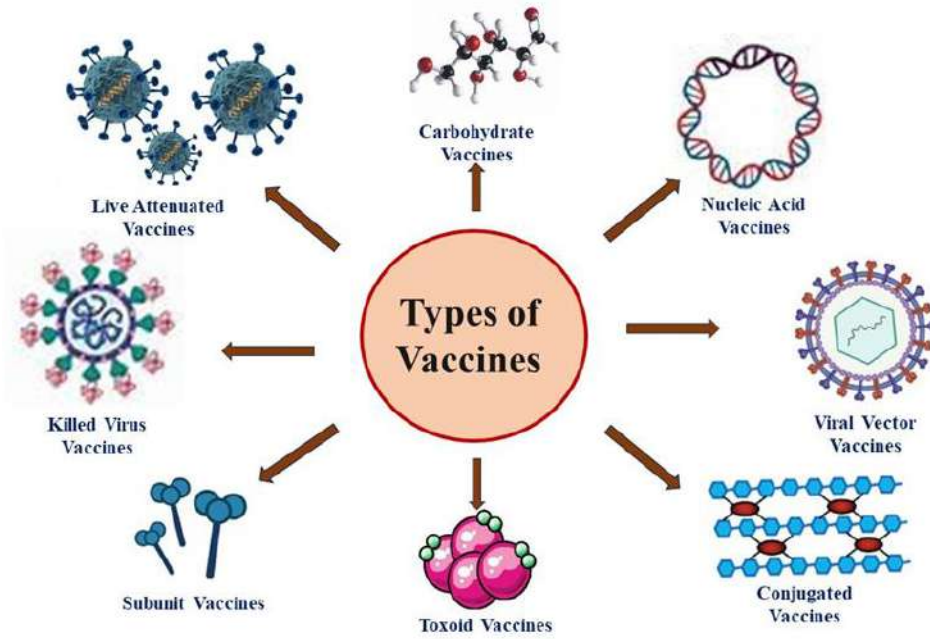 Carbohydrate
Vaccines
Live Attenuated
Vaccines
Nucleic Acid
Vaccines
Types of
Vaccines
Killed Virus
Vaccines
Viral Vector
Vaccines
Subunit Vaccines
Toxoid Vaccines
Conjugated
Vaccines